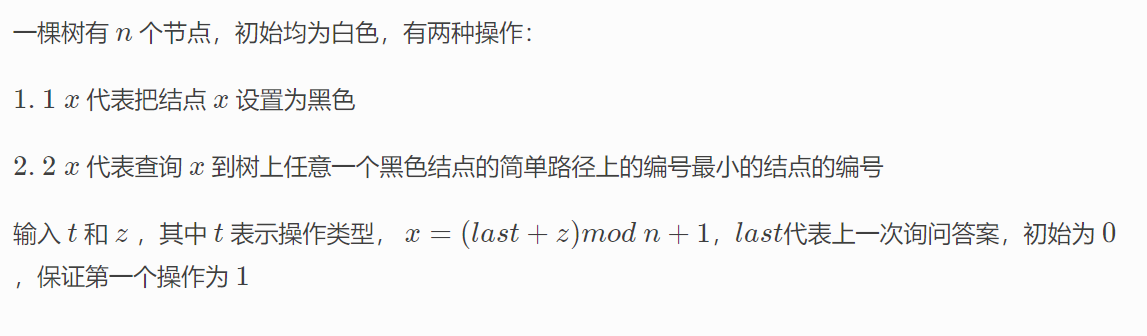 一棵树有 n 个节点，初始均为白色，有两种操作：
1. 1 x 代表把结点 x 设置为黑色
2. 2 x 代表查询 x 到树上任意一个黑色结点的简单路径上的编号最小的结点的编号
输入 t 和 z ，其中 t 表示操作类型， x = (last + z)mod n + 1，last代表上一次询问答案，初始为 0
，保证第一个操作为 1